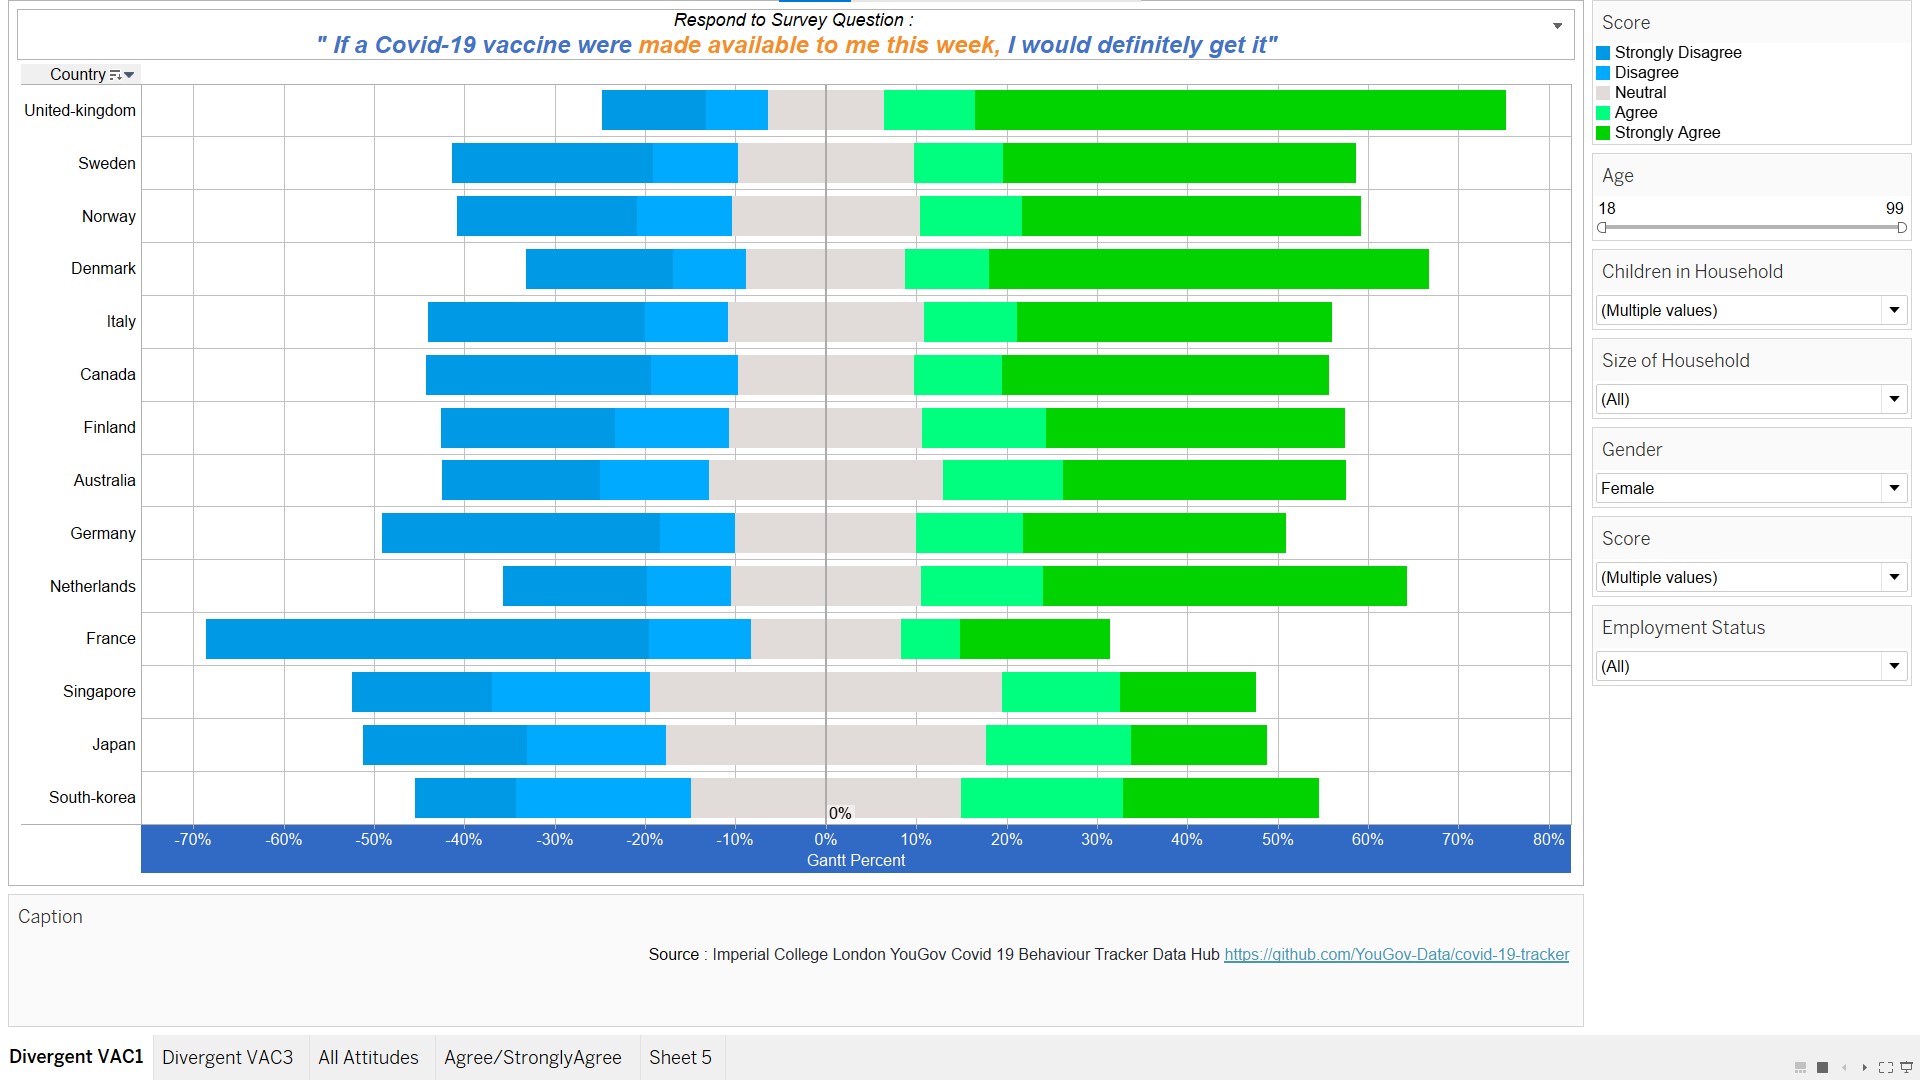 Respond to Survey Question :
" If a Covid-19 vaccine were made available to me this week, I would definitely get it"
Country
United-kingdom
Sweden
Norway
Denmark
Italy
Canada
Finland
Australia
Germany
Netherlands
France
Singapore
Japan
South-korea
0%
-70% -60% -50% -40% -30% -20% -10% 0% 10% 20% 30% 40% 50% 60% 70% 80%
Gantt Percent
Score
Strongly Disagree
Disagree
Neutral
Agree
Strongly Agree
Age
18 99
Children in Household
(Multiple values)
Size of Household
(All)
Gender
Female
Score
(Multiple values)
Employment Status
(All)
Caption
Source : Imperial College London YouGov Covid 19 Behaviour Tracker Data Hub https://github.com/YouGov-Data/covid-19-tracker
Divergent VAC1 Divergent VAC3 All Attitudes Agree/StronglyAgree Sheet 5